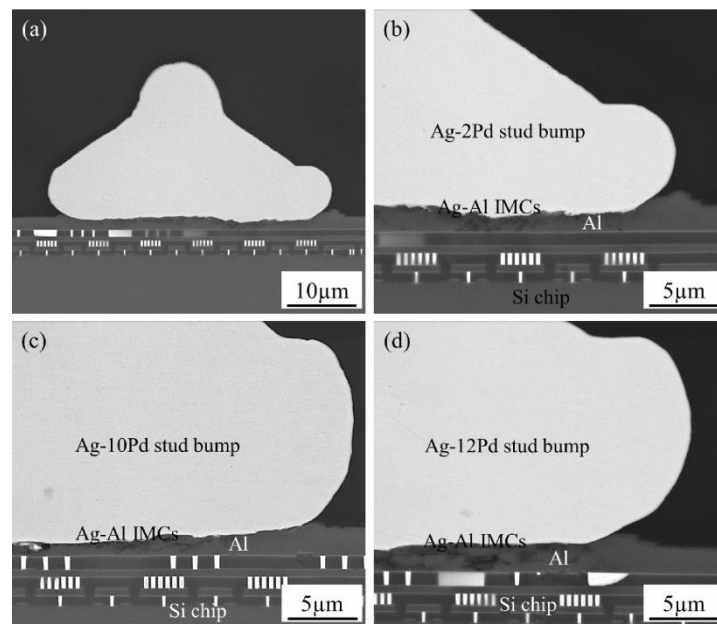 (a)
10µm
(b)
Ag-2Pd stud bump
Ag-Al IMCs
Al
Si chip
5µm
(c)
Ag-10Pd stud bump
Ag-Al IMCs
Al
Si chip
5µm
(d)
Ag-12Pd stud bump
Ag-Al IMCs
Al
Si chip
5µm